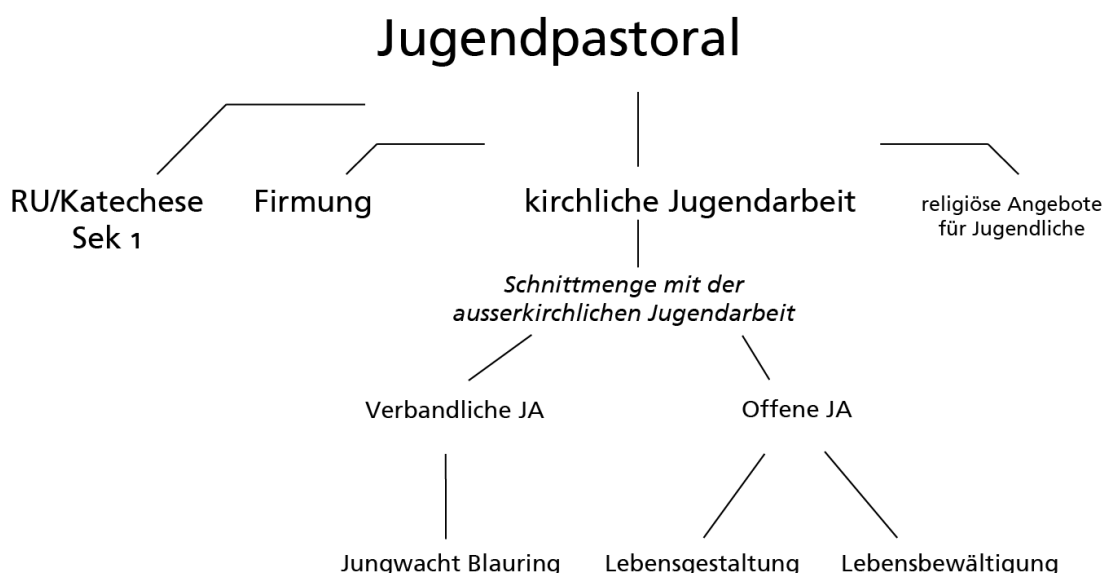 Jugendpastoral
RU/Katechese
Sek 1
Firmung
kirchliche Jugendarbeit
religiöse Angebote
für Jugendliche
Schnittmenge mit der
ausserkirchlichen Jugendarbeit
Verbandliche JA
Offene JA
Jungwacht Blauring
Lebensgestaltung
Lebensbewältigung